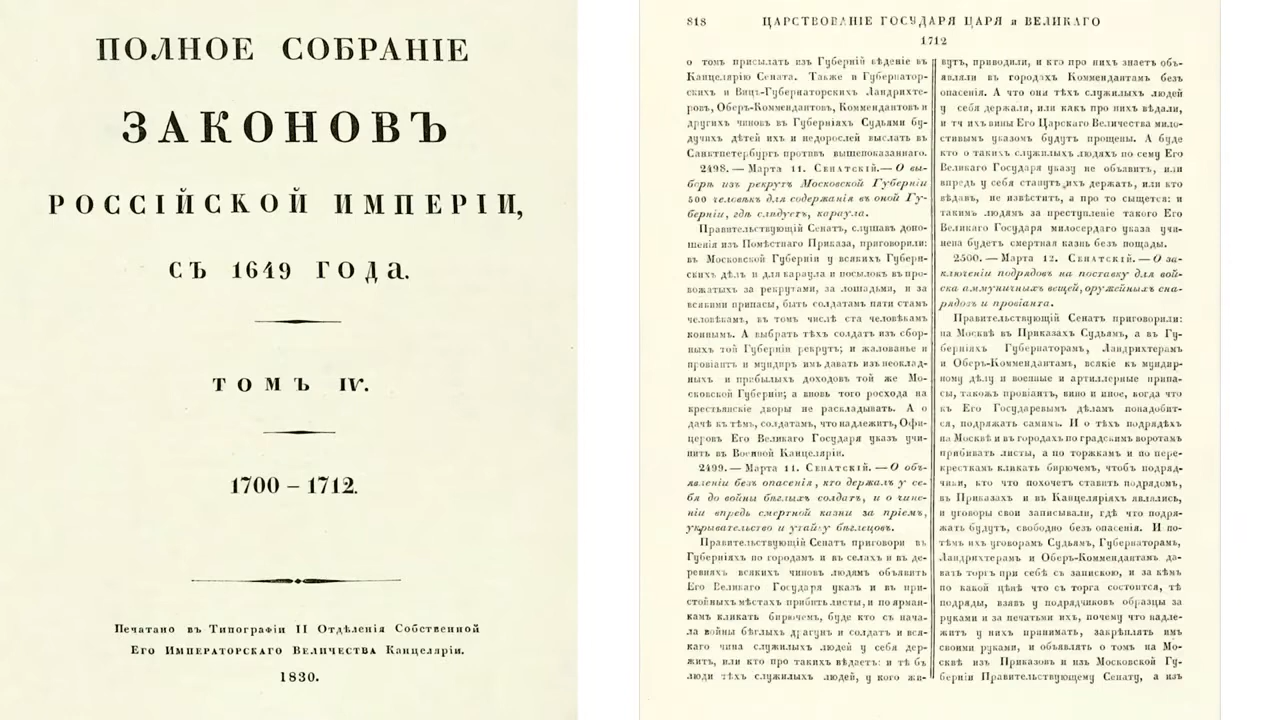 ПОЛНОЕ СОБРАНІЕ
ЗАКОНОВЪ
РОССІЙСКОЙ ИМПЕРІИ,
СЪ 1649 ГОДА.
ТОМЪ IV.
1700 – 1712.
Печатано въ Типографіи II Отдѣленія Собственной
Его Императорскаго Величества Канцеляріи.
1830.
818 ЦАРСТВОВАНІЕ ГОСУДАРЯ ЦАРЯ и ВЕЛИКАГО
1712
о томъ присылать изъ Губерній вѣденіе въ
Канцелярію Сената. Также и Губернатор-
скихъ и Вицъ-Губернаторскихъ Ландрихте-
ровъ, Оберъ-Коммендантовъ, Коммендантовъ и
другихъ чиновъ въ Губерніяхъ Судьями бу-
дучихъ дѣтей ихъ и недорослей выслать въ
Санктпетербургъ противъ вышепоказаннаго.
2498. — Марта 11. Сенатскій. — О вы-
борѣ изъ рекрутъ Московской Губерніи
500 человѣкъ для содержанія въ оной Гу-
берніи, гдѣ слѣдуетъ, караула.
Правительствующій Сенатъ, слушавъ доно-
шенія изъ Помѣстнаго Приказа, приговорили:
въ Московской Губерніи у всякихъ Губерн-
скихъ дѣлъ и для караула и посылокъ въ про-
вожатыхъ за рекрутами, за лошадьми, и за
всякими припасы, быть солдатамъ пяти стамъ
человѣкамъ, въ томъ числѣ ста человѣкамъ
коннымъ. А выбрать тѣхъ солдатъ изъ сбор-
ныхъ той Губерніи рекрутъ; и жалованье и
провіантъ и мундиръ имъ давать изъ неоклад-
ныхъ и прибылыхъ доходовъ той же Мо-
сковской Губерніи; а вновь того росхода на
крестьянскіе дворы не раскладывать. А о
дачѣ къ тѣмъ, солдатамъ, что надлежитъ, Офи-
церовъ Его Великаго Государя указъ учи-
нить въ Военной Канцеляріи.
2499. — Марта 11. Сенатскій. — О объ-
явленіи безъ опасенія, кто держалъ у се-
бя до войны бѣглыхъ солдатъ, и о чине-
ніи впредь смертной казни за пріемъ,
укрывательство и утайку бѣглецовъ.
Правительствующій Сенатъ приговори въ
Губерніяхъ по городамъ и въ селахъ и въ де-
ревняхъ всякихъ чиновъ людямъ объявить
Его Великаго Государя указъ и въ при-
стойныхъ мѣстахъ прибить листы, и по ярман-
камъ кликать бирючемъ, буде кто съ нача-
ла войны бѣглыхъ драгунъ и солдатъ и вся-
каго чина служилыхъ людей у себя дер-
житъ, или кто про такихъ вѣдаетъ: и тѣ бъ
люди тѣхъ служилыхъ людей, у кого жи-
вутъ, приводили, и кто про нихъ знаетъ объ-
являли въ городахъ Коммендантамъ безъ
опасенія. А что они тѣхъ служилыхъ людей
у себя держали, или какъ про нихъ вѣдали,
и тѣ ихъ вины Его Царскаго Величества мило-
стивымъ указомъ будутъ прощены. А буде
кто о такихъ служилыхъ людяхъ по сему Его
Великаго Государя указу не объявитъ, или
впредь у себя станутъ ихъ держать, или кто
вѣдавъ, не извѣститъ, а про то сыщется: и
такимъ людямъ за преступленіе такого Его
Великаго Государя милосердаго указа учи-
нена будетъ смертная казнь безъ пощады.
2500. — Марта 12. Сенатскій. — О за-
ключеніи подрядовъ на поставку для вой-
ска аммуничныхъ вещей, оружейныхъ сна-
рядовъ и провіанта.
Правительствующій Сенатъ приговорили:
на Москвѣ въ Приказахъ Судьямъ, а въ Гу-
берніяхъ Губернаторамъ, Ландрихтерамъ
и Оберъ-Коммендантамъ, всякіе къ мундир-
ному дѣлу и военные и артиллерные припа-
сы, такожъ провіантъ, вино и иное, когда что
къ Его Государевымъ дѣламъ понадобит-
ся, подряжать самимъ. И о тѣхъ подрядѣхъ
на Москвѣ и въ городахъ по градскимъ воротамъ
прибивать листы, а по торжкамъ и по пере-
кресткамъ кликать бирючемъ, чтобъ подряд-
чики, кто что похочетъ ставить подрядомъ,
въ Приказахъ и въ Канцеляріяхъ являлись,
и уговоры свои записывали, гдѣ что подря-
жать будутъ, свободно безъ опасенія. И по-
тѣмъ ихъ уговорамъ Судьямъ, Губернаторамъ,
Ландрихтерамъ и Оберъ-Коммендантамъ да-
вать торгъ при себѣ съ запискою, и за кѣмъ
по какой цѣнѣ что съ торга состоится, тѣ
подряды, взявъ у подрядчиковъ образцы за
руками и за печатьми ихъ, почему что надле-
житъ у нихъ принимать, закрѣплять имъ
своими руками, и объявлять о томъ на Мо-
сквѣ изъ Приказовъ и изъ Московской Гу-
берніи Правительствующему Сенату, а изъ